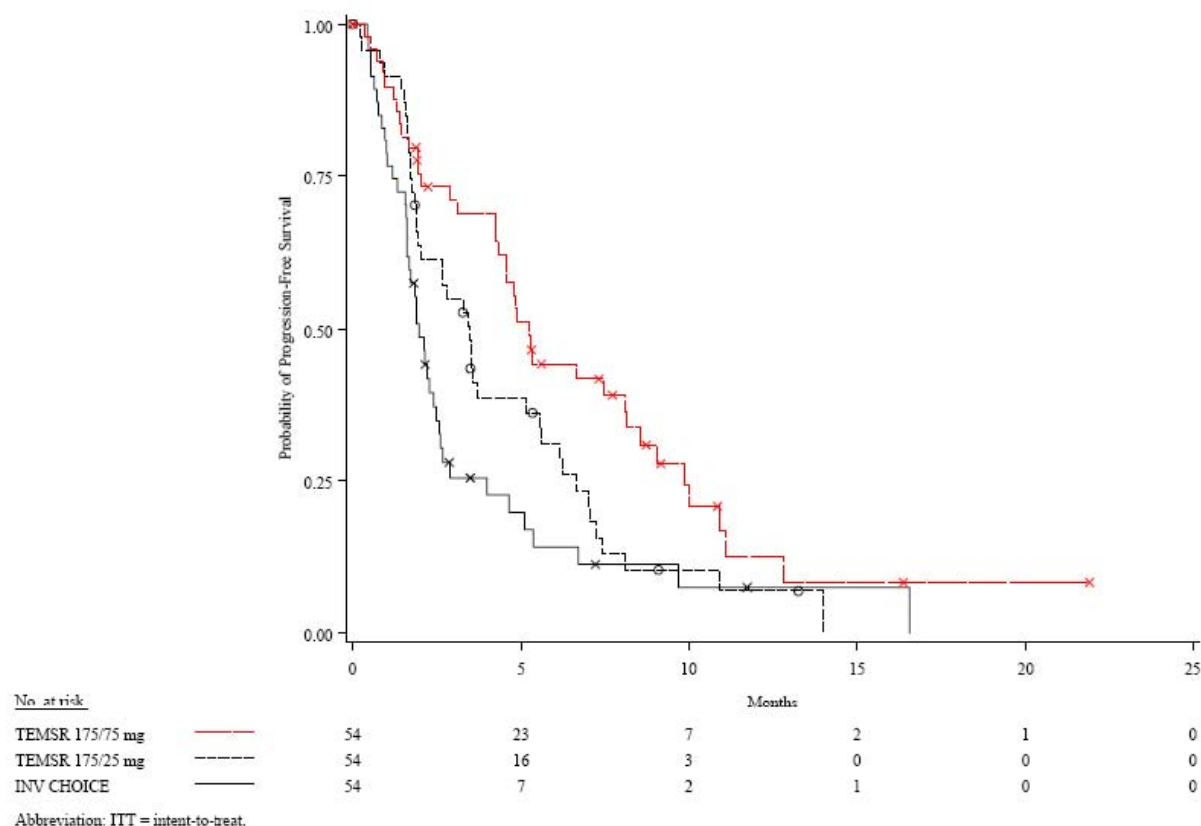 1.00
0.75
0.50
0.25
0.00
Probability of Progression-Free Survival
0 5 10 15 20 25
Months
No. at risk
TEMSR 175/75 mg 54 23 7 2 1 0
TEMSR 175/25 mg 54 16 3 0 0 0
INV CHOICE 54 7 2 1 0 0
Abbreviation: ITT = intent-to-treat.